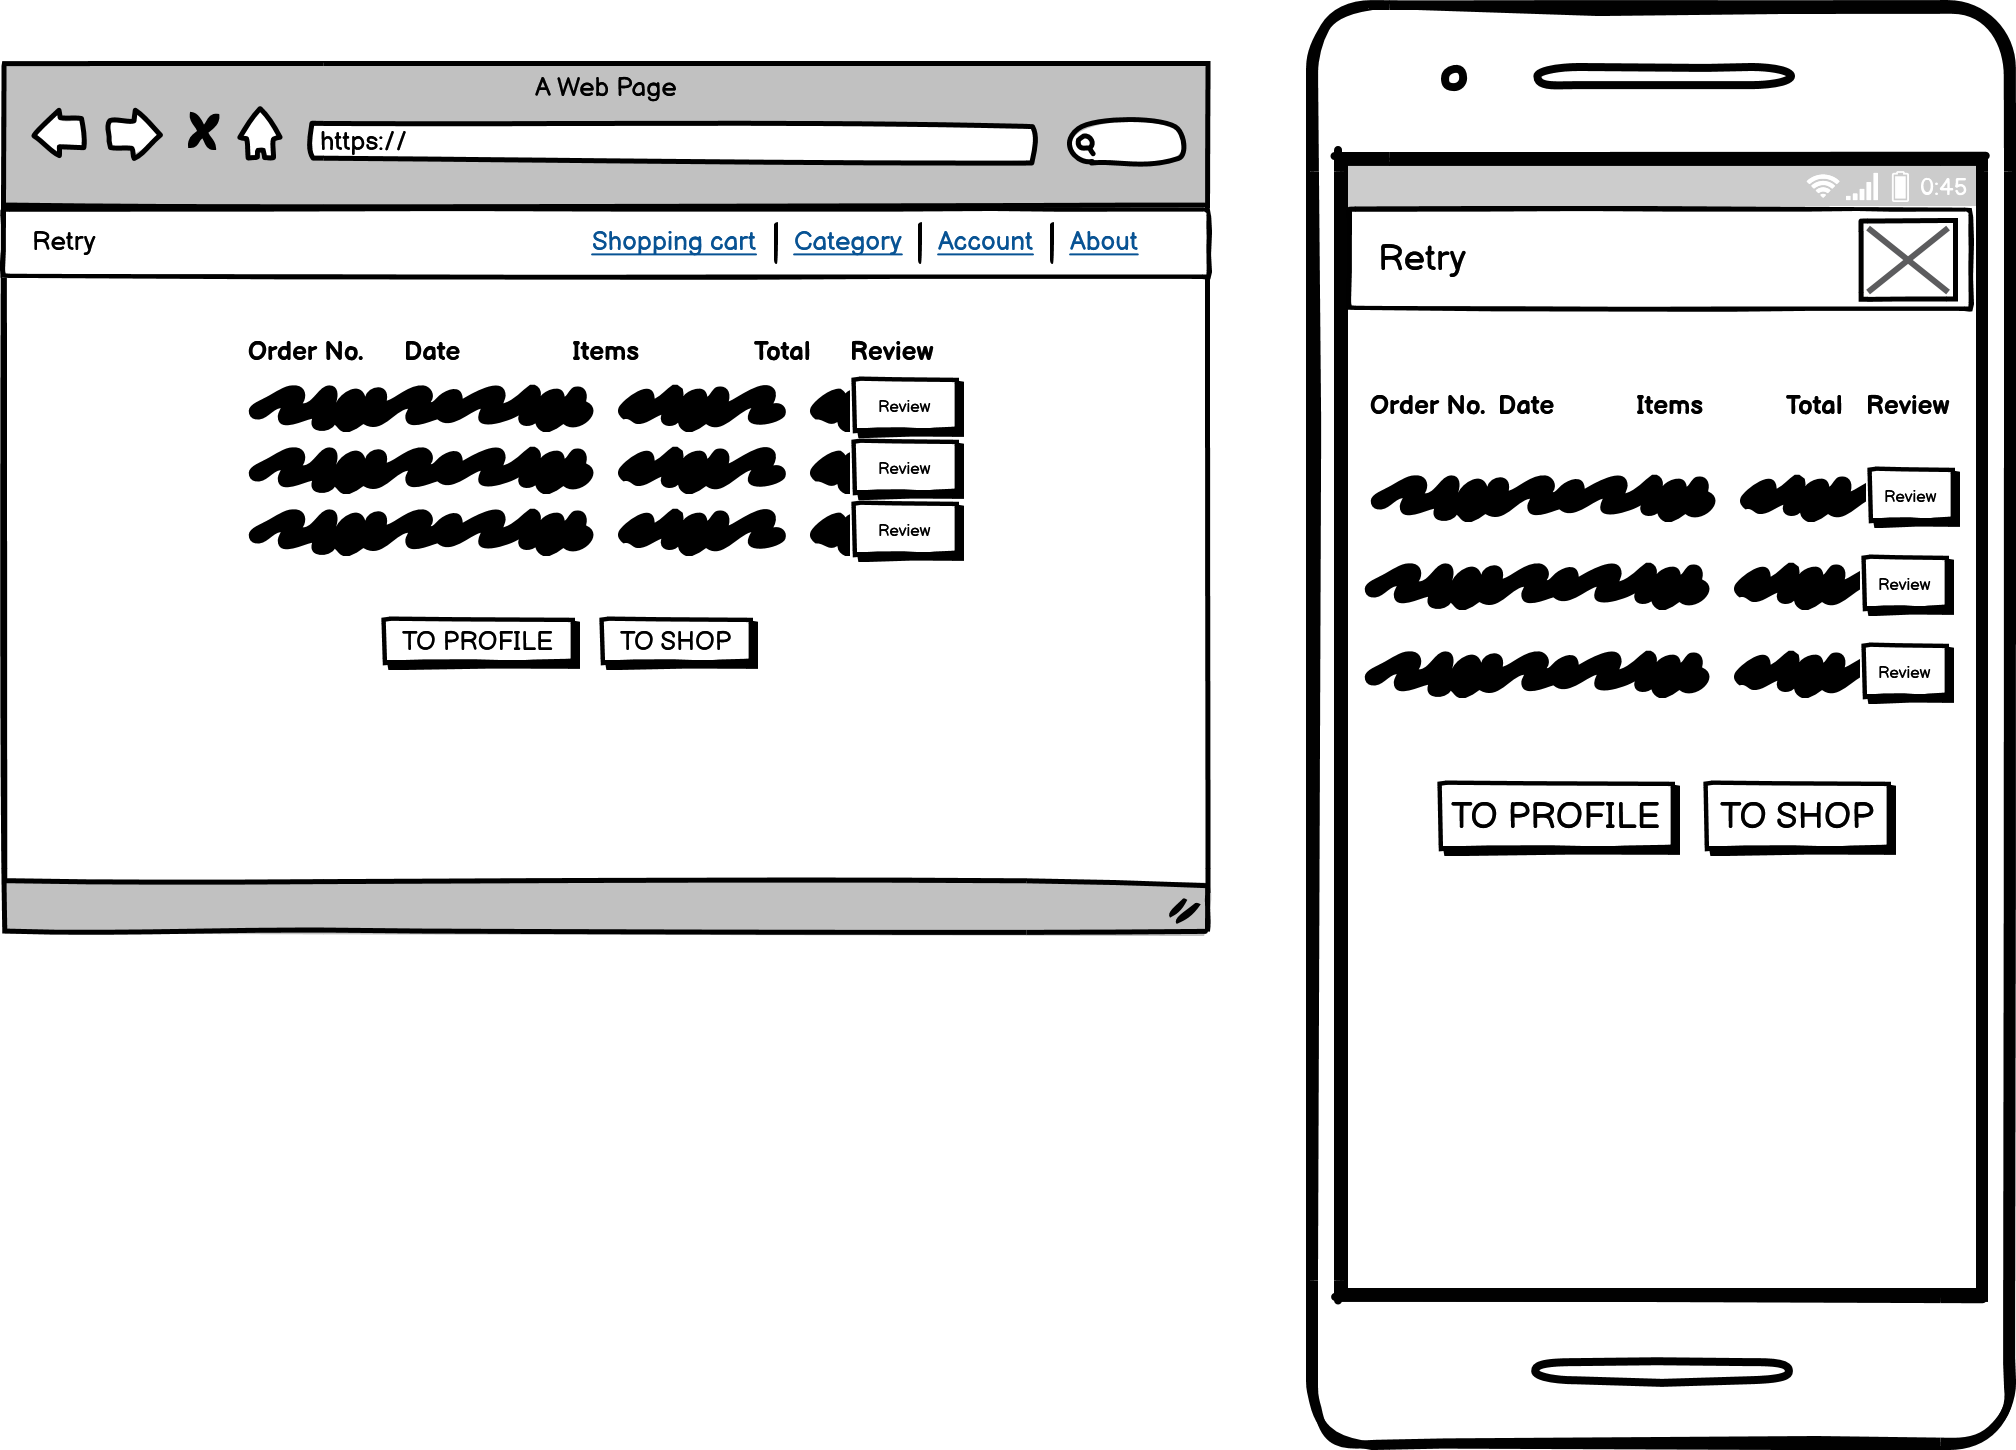 A Web Page
https://
Retry
Shopping cart Category Account About
Order No. Date Items Total Review
Review
Review
Review
TO PROFILE TO SHOP
0:45
Retry
Order No. Date Items Total Review
Review
Review
Review
TO PROFILE TO SHOP